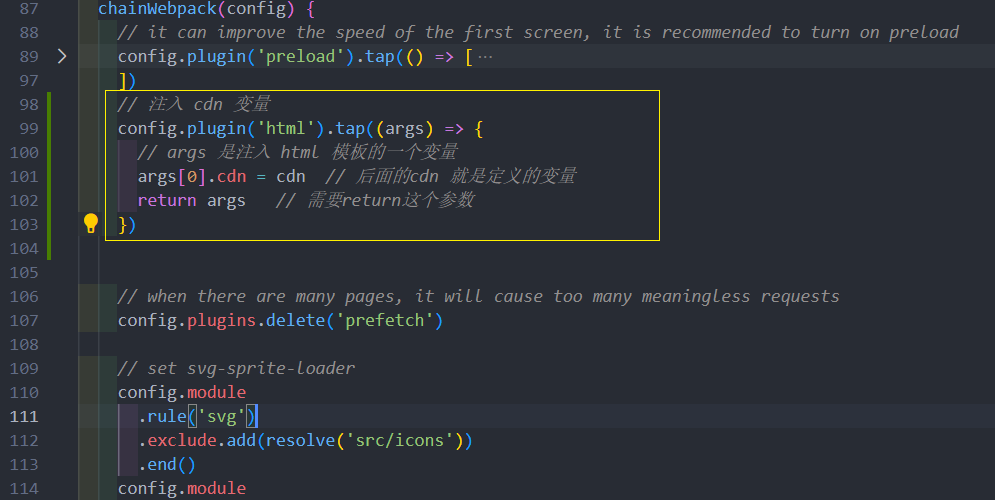 87 chainWebpack(config) {
88 // it can improve the speed of the first screen, it is recommended to turn on preload
89 config.plugin('preload').tap(() => [ ···
97 ])
98 // 注入 cdn 变量
99 config.plugin('html').tap((args) => {
100 // args 是注入 html 模板的一个变量
101 args[0].cdn = cdn // 后面的cdn 就是定义的变量
102 return args // 需要return这个参数
103 })
104
105
106 // when there are many pages, it will cause too many meaningless requests
107 config.plugins.delete('prefetch')
108
109 // set svg-sprite-loader
110 config.module
111 .rule('svg')
112 .exclude.add(resolve('src/icons'))
113 .end()
114 config.module